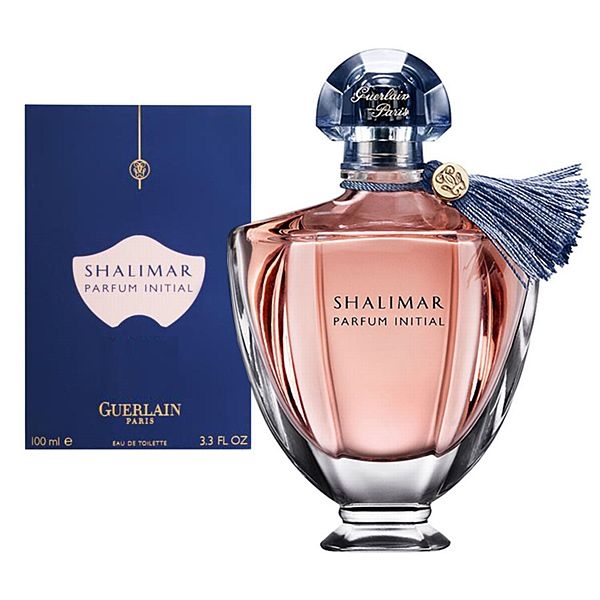 SHALIMAR
PARFUM INITIAL
GUERLAIN
PARIS
100 ml e
EAU DE TOILETTE
3.3 FL OZ
Guerlain
Paris
SHALIMAR
PARFUM INITIAL